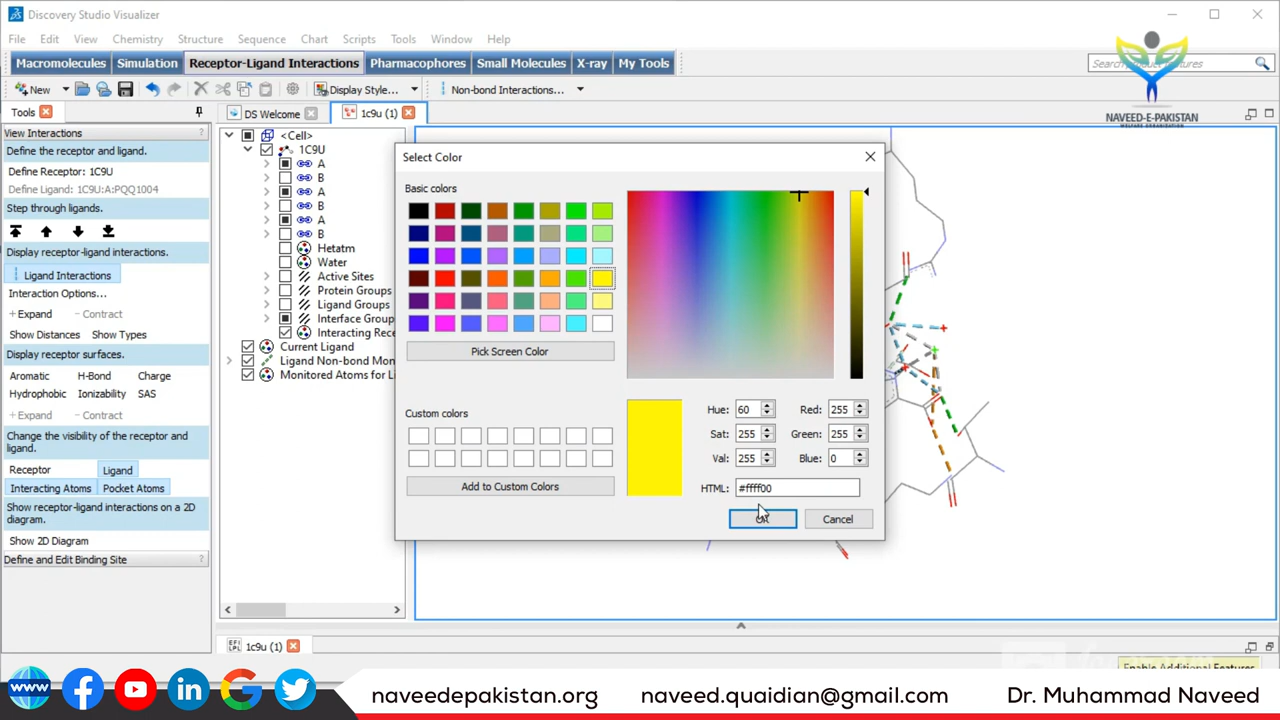 Discovery Studio Visualizer
File Edit View Chemistry Structure Sequence Chart Scripts Tools Window Help
Macromolecules Simulation Receptor-Ligand Interactions Pharmacophores Small Molecules X-ray My Tools
New Display Style... Non-bond Interactions...
NAVEED-E-PAKISTAN
Tools
DS Welcome
1c9u (1)
View Interactions ?
Define the receptor and ligand.
Define Receptor: 1C9U
Define Ligand: 1C9U:A:PQQ1004
Step through ligands.
Display receptor-ligand interactions.
Ligand Interactions
Interaction Options...
+ Expand − Contract
Show Distances Show Types
Display receptor surfaces.
Aromatic H-Bond Charge
Hydrophobic Ionizability SAS
+ Expand − Contract
Change the visibility of the receptor and
ligand.
Receptor Ligand
Interacting Atoms Pocket Atoms
Show receptor-ligand interactions on a 2D
diagram.
Show 2D Diagram
Define and Edit Binding Site ?
<Cell>
1C9U
A
B
A
B
A
B
Hetatm
Water
Active Sites
Protein Groups
Ligand Groups
Interface Group
Interacting Rece
Current Ligand
Ligand Non-bond Mon
Monitored Atoms for Li
Select Color
Basic colors
Pick Screen Color
Custom colors
Add to Custom Colors
Hue: 60 Red: 255
Sat: 255 Green: 255
Val: 255 Blue: 0
HTML: #ffff00
Cancel
1c9u (1)
Enable Additional Features
naveedepakistan.org naveed.quaidian@gmail.com Dr. Muhammad Naveed